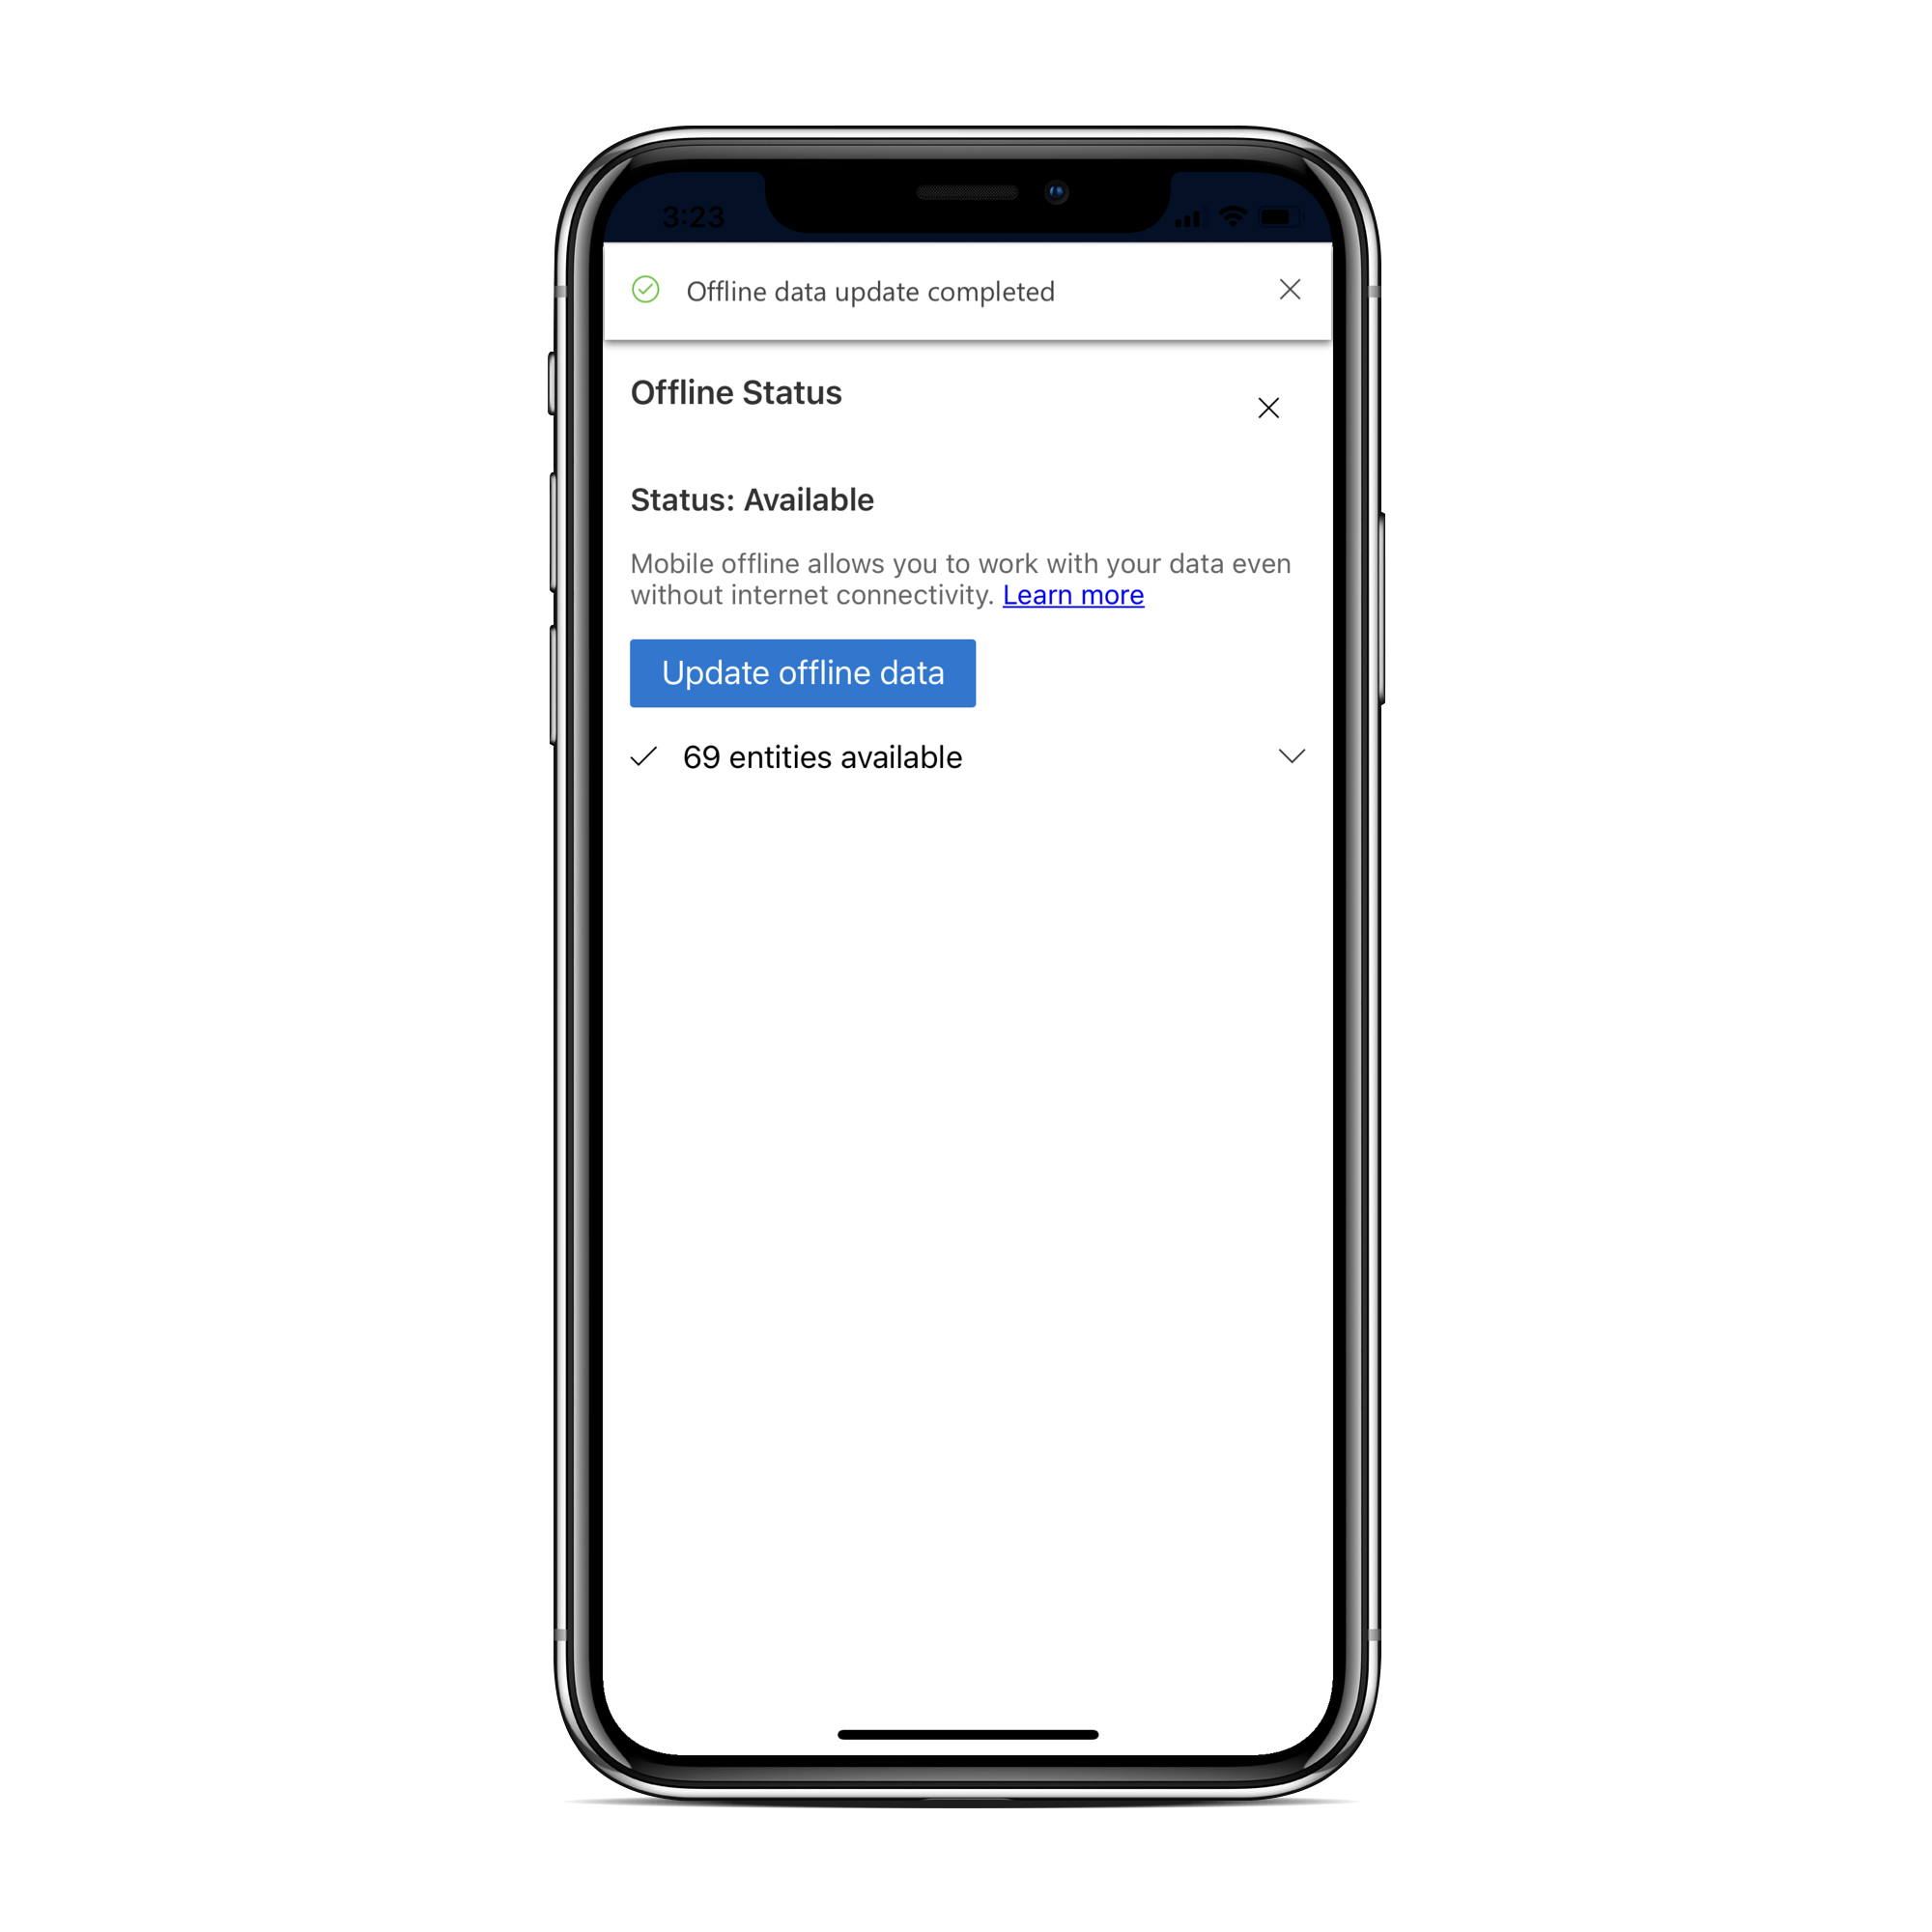 3:23
Offline data update completed
Offline Status
Status: Available
Mobile offline allows you to work with your data even
without internet connectivity. Learn more
Update offline data
69 entities available